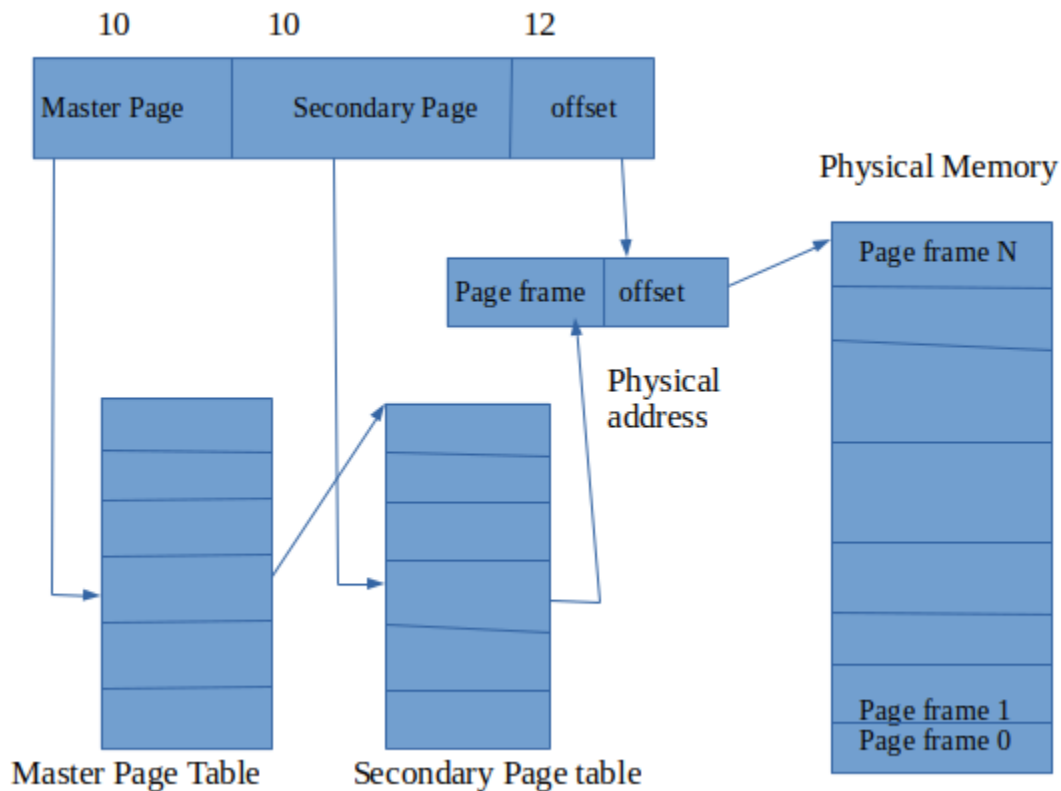 10 10 12
Master Page Secondary Page offset
Physical Memory
Page frame N
Page frame offset
Physical
address
Page frame 1
Page frame 0
Master Page Table Secondary Page table